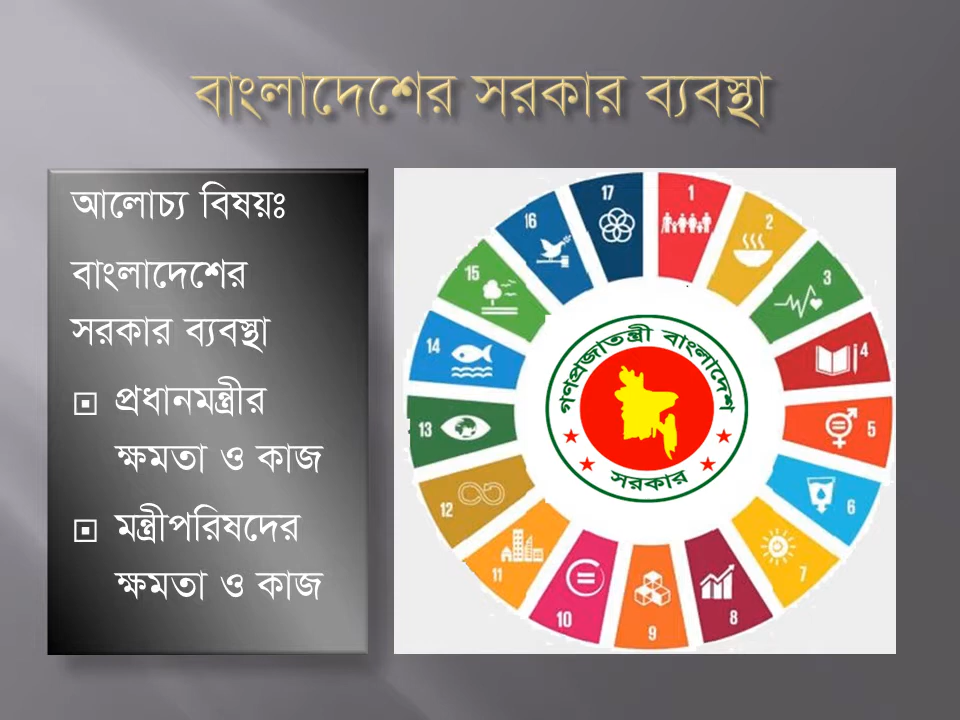 বাংলাদেশের সরকার ব্যবস্থা
আলোচ্য বিষয়ঃ
বাংলাদেশের
সরকার ব্যবস্থা
প্রধানমন্ত্রীর
ক্ষমতা ও কাজ
মন্ত্রীপরিষদের
ক্ষমতা ও কাজ
1
2
3
4
5
6
7
8
9
10
11
12
13
14
15
16
17
গণপ্রজাতন্ত্রী বাংলাদেশ
সরকার